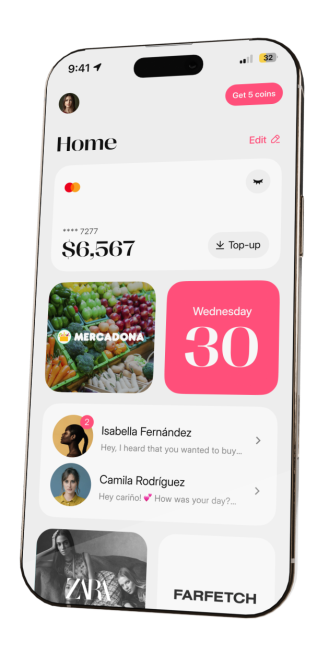 9:41
32
Get 5 coins
Home
Edit
**** 7277
$6,567
Top-up
MERCADONA
Wednesday
30
2
Isabella Fernández
Hey, I heard that you wanted to buy...
Camila Rodríguez
Hey cariño! 💕 How was your day?...
ZARA
FARFETCH